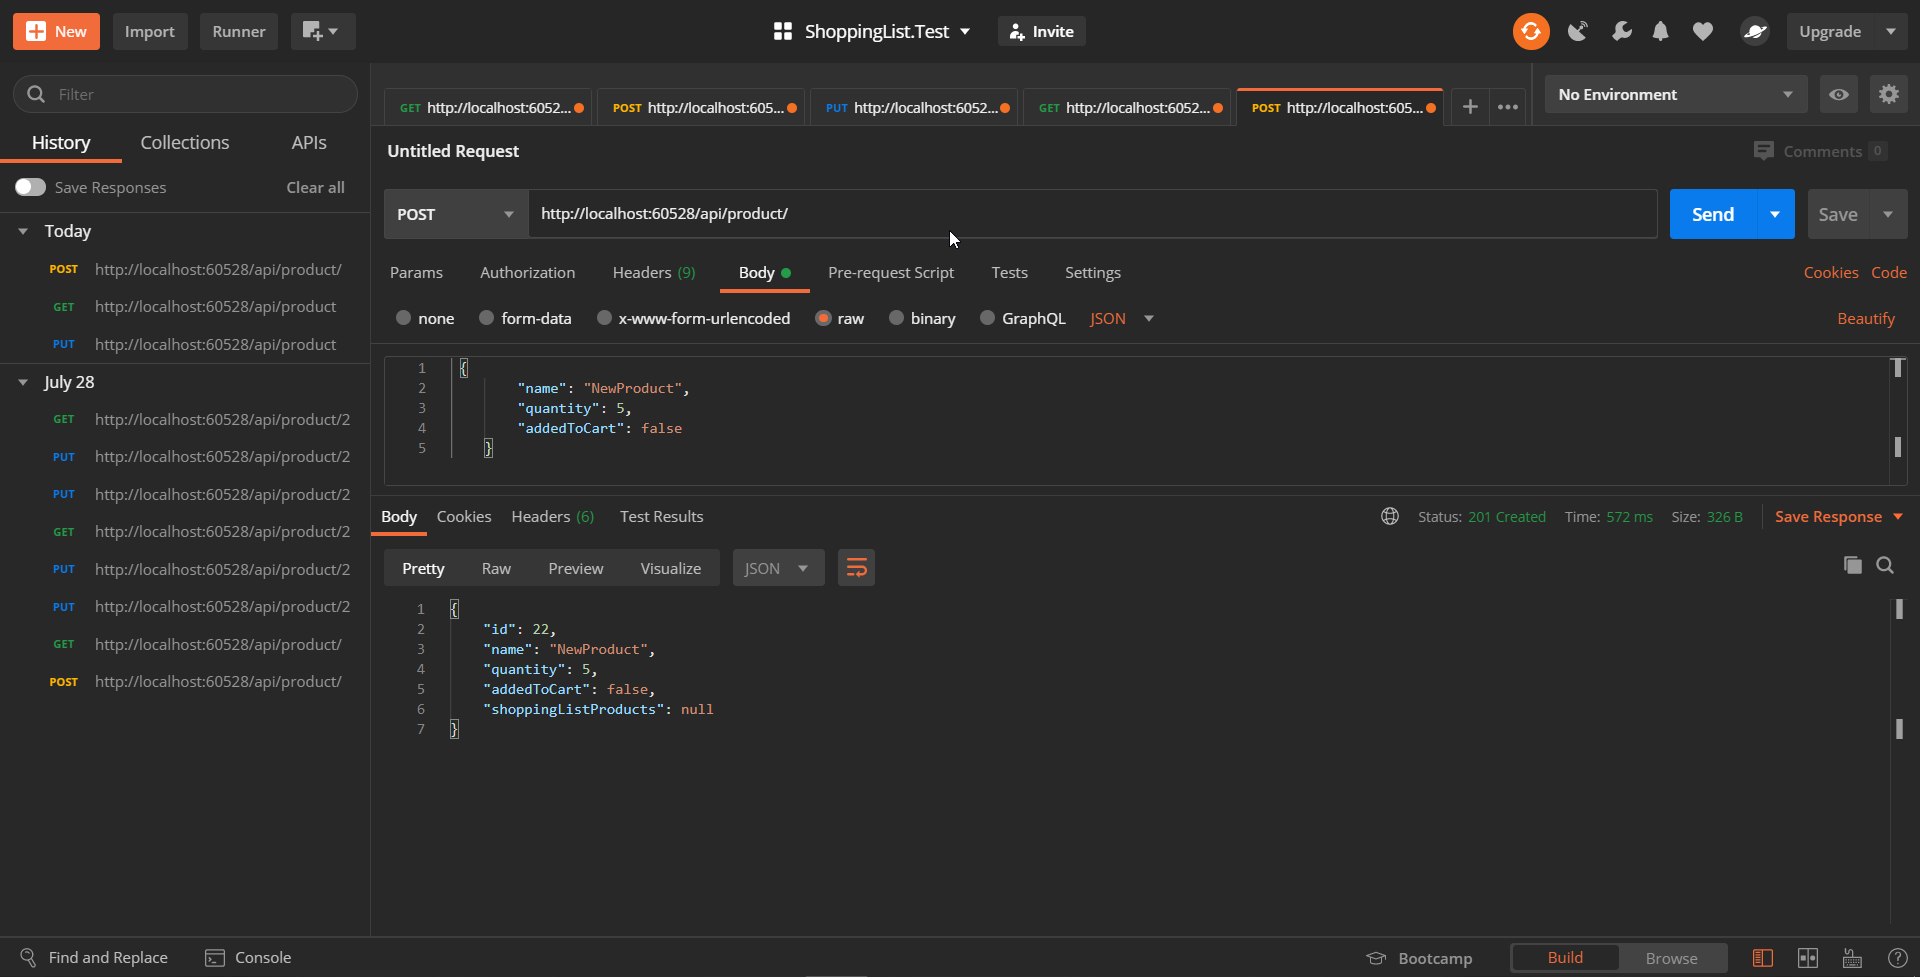 New
Import
Runner
ShoppingList.Test
Invite
Upgrade
Filter
GET http://localhost:6052...
POST http://localhost:605...
PUT http://localhost:6052...
GET http://localhost:6052...
POST http://localhost:605...
No Environment
History
Collections
APIs
Save Responses
Clear all
Today
POST http://localhost:60528/api/product/
GET http://localhost:60528/api/product
PUT http://localhost:60528/api/product
July 28
GET http://localhost:60528/api/product/2
PUT http://localhost:60528/api/product/2
PUT http://localhost:60528/api/product/2
GET http://localhost:60528/api/product/2
PUT http://localhost:60528/api/product/2
PUT http://localhost:60528/api/product/2
GET http://localhost:60528/api/product/
POST http://localhost:60528/api/product/
Untitled Request
Comments 0
POST http://localhost:60528/api/product/
Send
Save
Params
Authorization
Headers (9)
Body
Pre-request Script
Tests
Settings
Cookies
Code
none
form-data
x-www-form-urlencoded
raw
binary
GraphQL
JSON
Beautify
1 {
2 "name": "NewProduct",
3 "quantity": 5,
4 "addedToCart": false
5 }
Body
Cookies
Headers (6)
Test Results
Status: 201 Created
Time: 572 ms
Size: 326 B
Save Response
Pretty
Raw
Preview
Visualize
JSON
1 {
2 "id": 22,
3 "name": "NewProduct",
4 "quantity": 5,
5 "addedToCart": false,
6 "shoppingListProducts": null
7 }
Find and Replace
Console
Bootcamp
Build
Browse